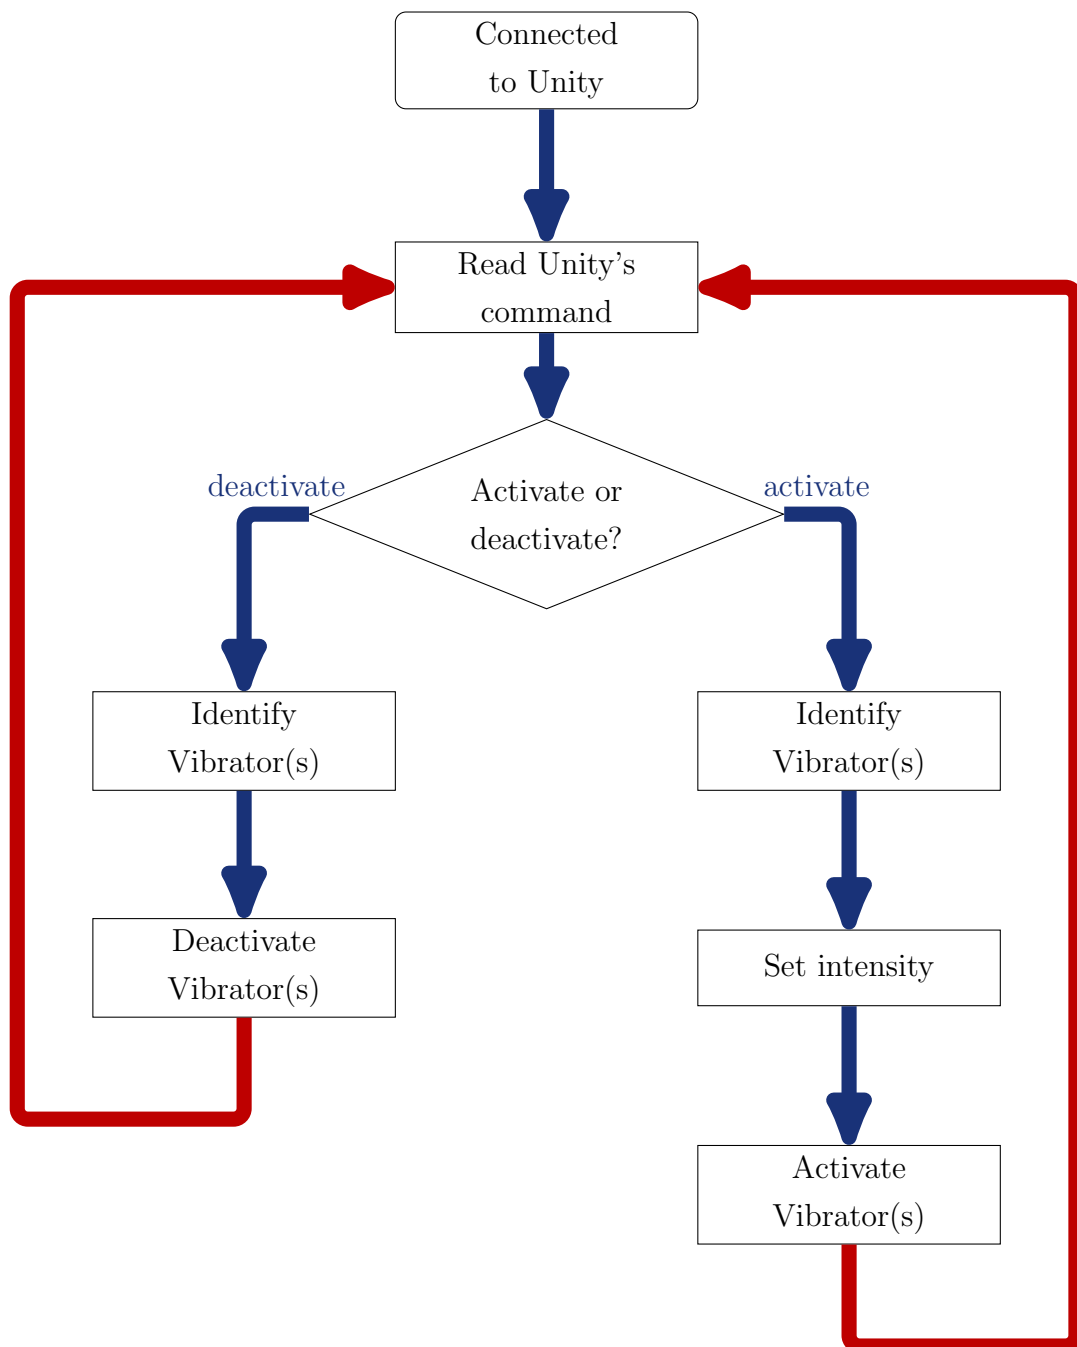 Connected
to Unity
Read Unity's
command
deactivate
Activate or
deactivate?
activate
Identify
Vibrator(s)
Identify
Vibrator(s)
Deactivate
Vibrator(s)
Set intensity
Activate
Vibrator(s)